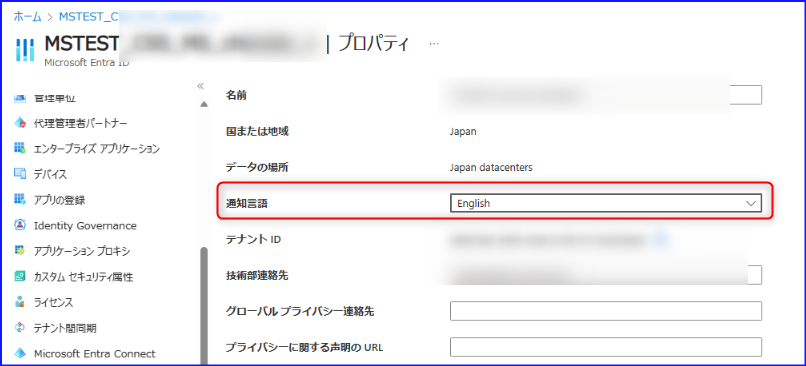 ホーム > MSTEST_
MSTEST_ | プロパティ ...
Microsoft Entra ID
«
管理単位
代理管理者パートナー
エンタープライズ アプリケーション
デバイス
アプリの登録
Identity Governance
アプリケーション プロキシ
カスタム セキュリティ属性
ライセンス
テナント間同期
Microsoft Entra Connect
名前
国または地域 Japan
データの場所 Japan datacenters
通知言語 English
テナント ID
技術部連絡先
グローバル プライバシー連絡先
プライバシーに関する声明の URL